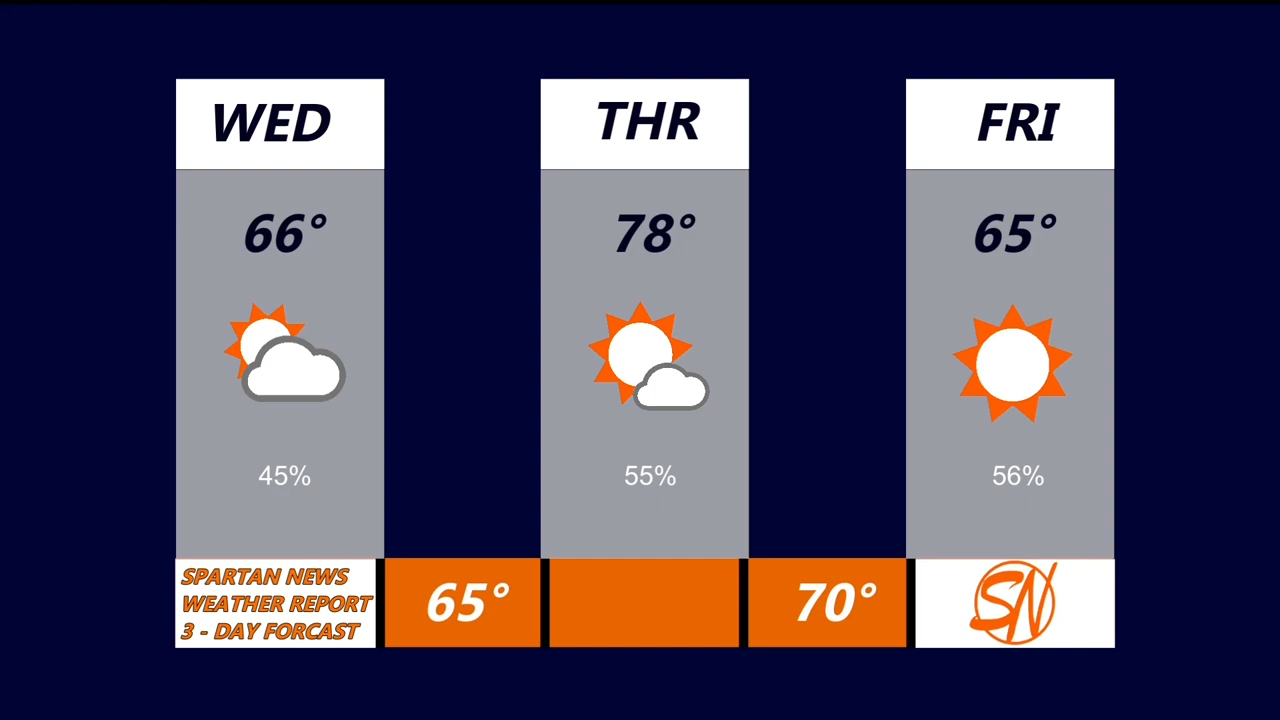 WED
THR
FRI
66°
78°
65°
45%
55%
56%
SPARTAN NEWS
WEATHER REPORT
3 - DAY FORCAST
65°
70°
SN